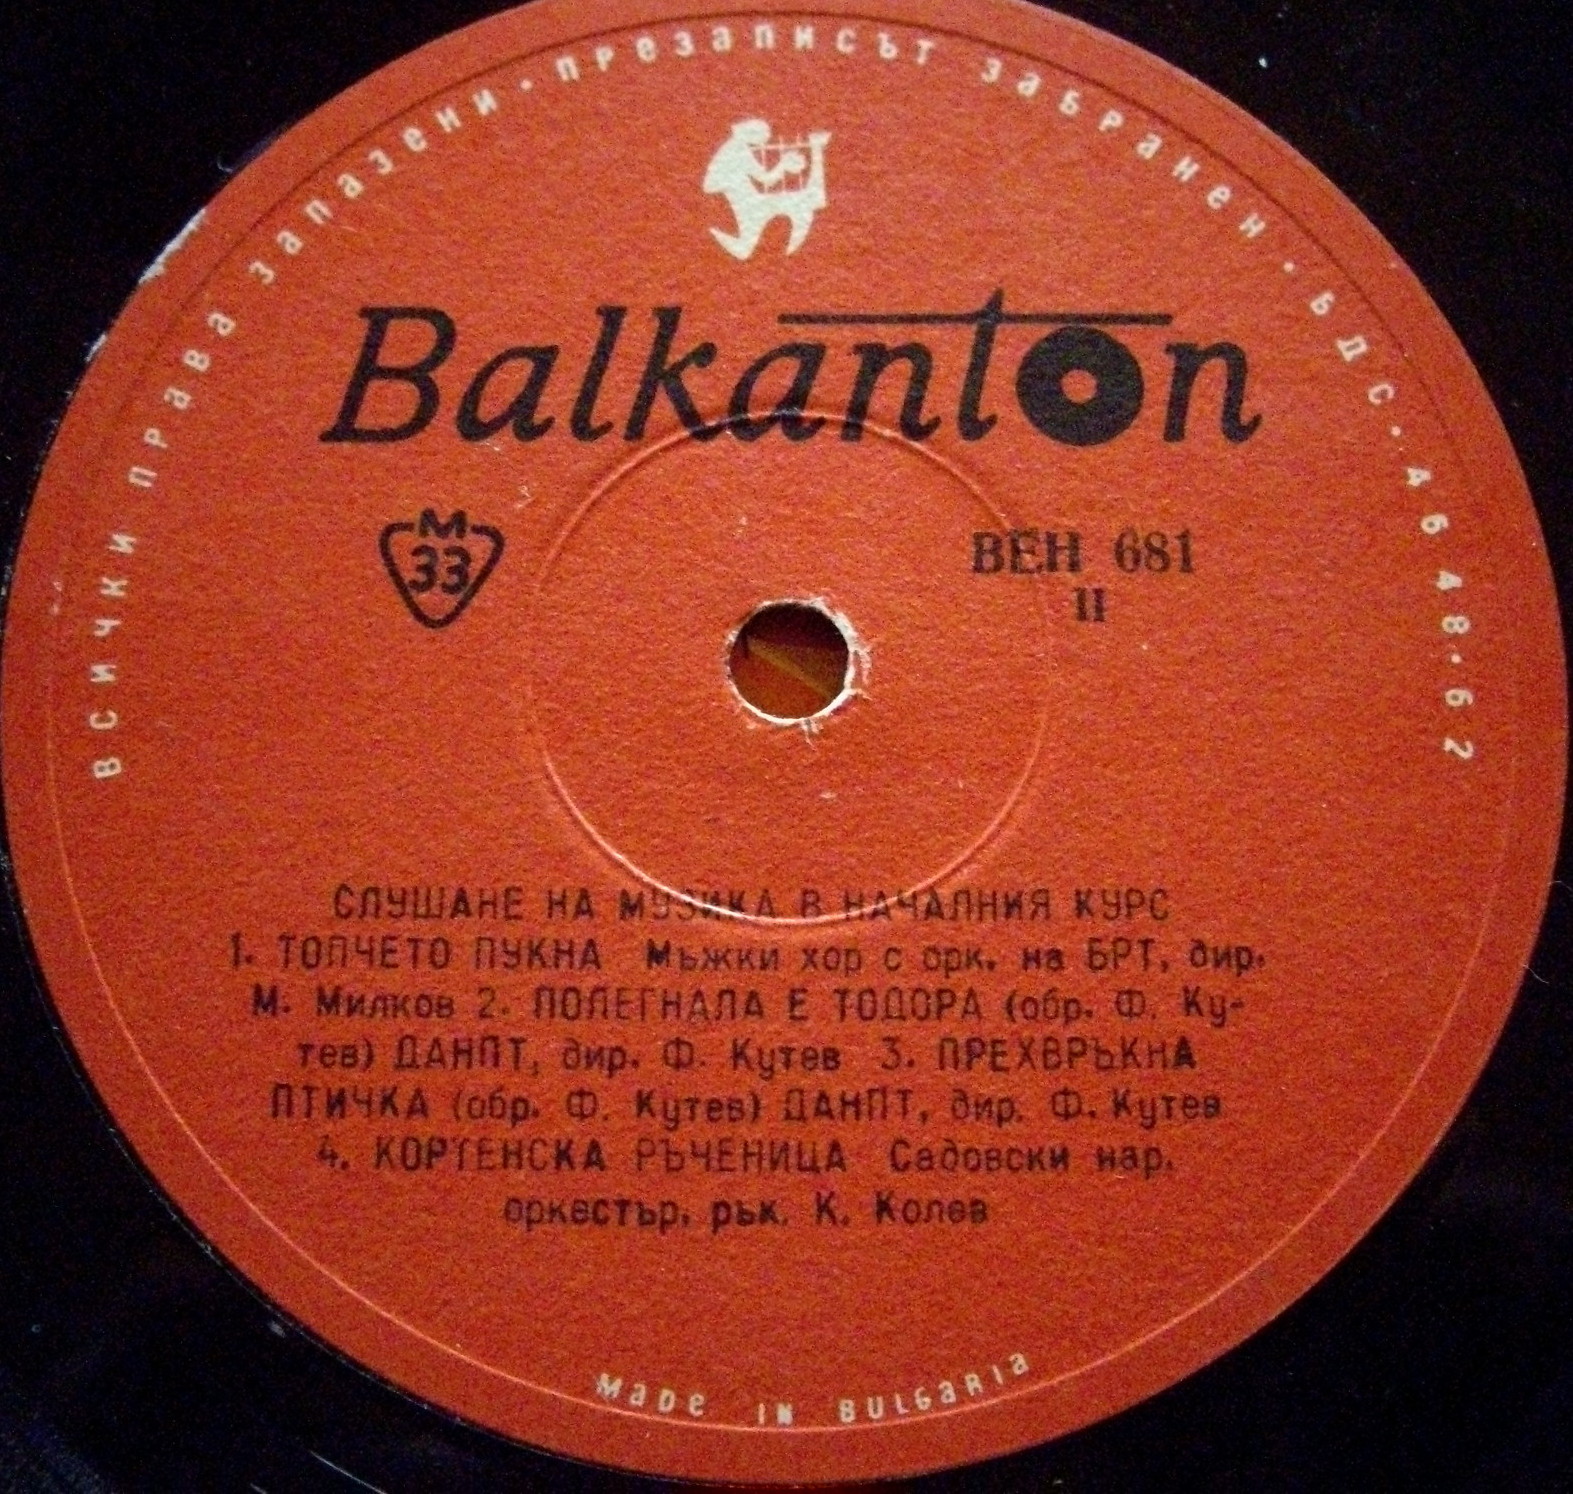 всички права запазени · презаписът забранен · БДС · 4648·62
Balkanton
М
33
ВЕН 681
II
СЛУШАНЕ НА МУЗИКА В НАЧАЛНИЯ КУРС
1. ТОПЧЕТО ПУКНА Мъжки хор с орк. на БРТ, дир.
М. Милков 2. ПОЛЕГНАЛА Е ТОДОРА (обр. Ф. Ку-
тев) ДАНПТ, дир. Ф. Кутев 3. ПРЕХВРЪКНА
ПТИЧКА (обр. Ф. Кутев) ДАНПТ, дир. Ф. Кутев
4. КОРТЕНСКА РЪЧЕНИЦА Садовски нар.
оркестър, рък. К. Колев
MADE IN BULGARIA